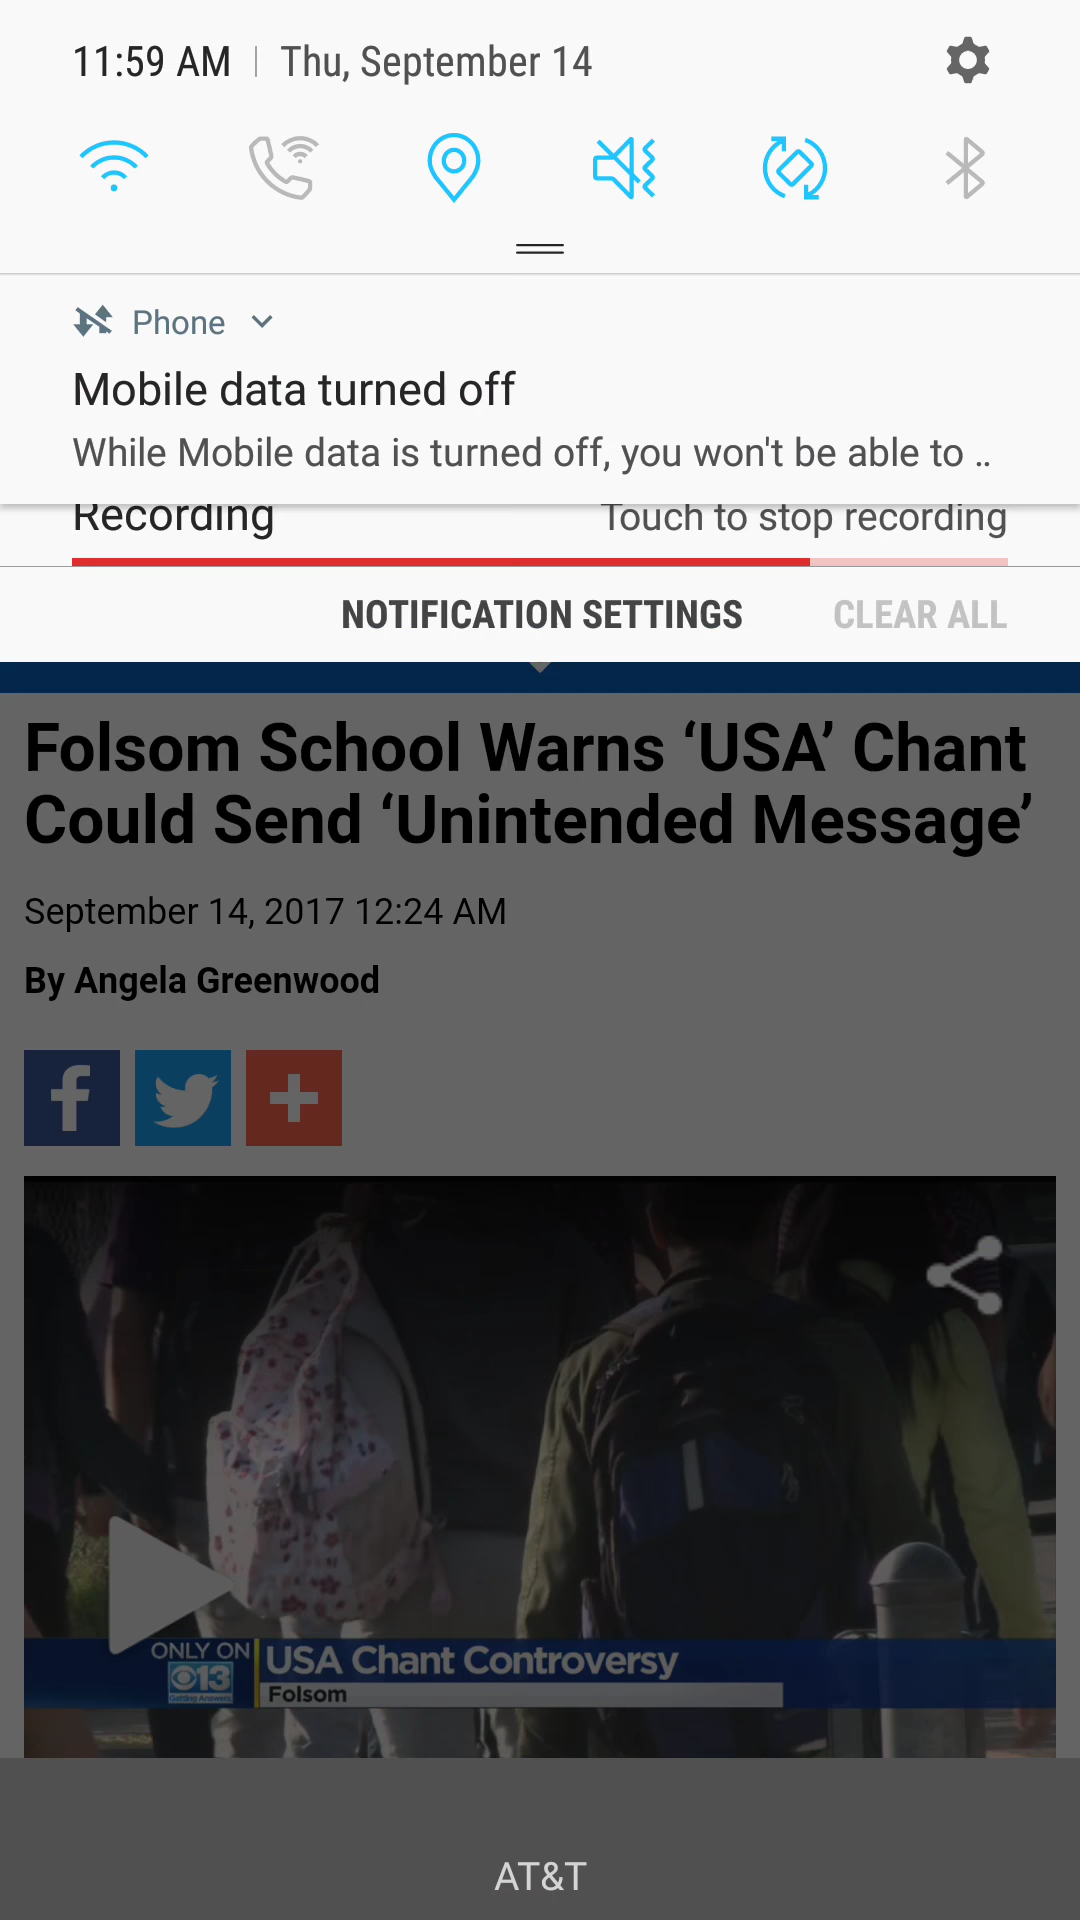 11:59 AM | Thu, September 14
Phone
Mobile data turned off
While Mobile data is turned off, you won't be able to ..
Recording Touch to stop recording
NOTIFICATION SETTINGS CLEAR ALL
Folsom School Warns ‘USA’ Chant
Could Send ‘Unintended Message’
September 14, 2017 12:24 AM
By Angela Greenwood
ONLY ON
CBS 13
Getting Answers
USA Chant Controversy
Folsom
AT&T